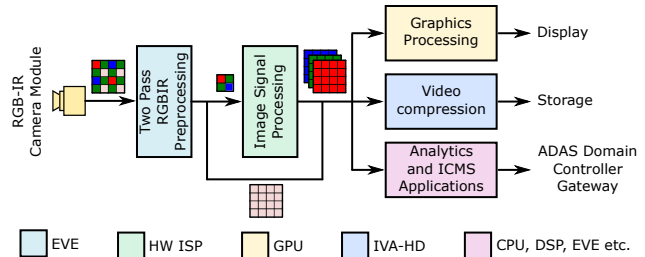 RGB-IR
Camera Module
Two Pass
RGBIR
Preprocessing
Image Signal
Processing
Graphics
Processing
Display
Video
compression
Storage
Analytics
and ICMS
Applications
ADAS Domain
Controller
Gateway
EVE
HW ISP
GPU
IVA-HD
CPU, DSP, EVE etc.